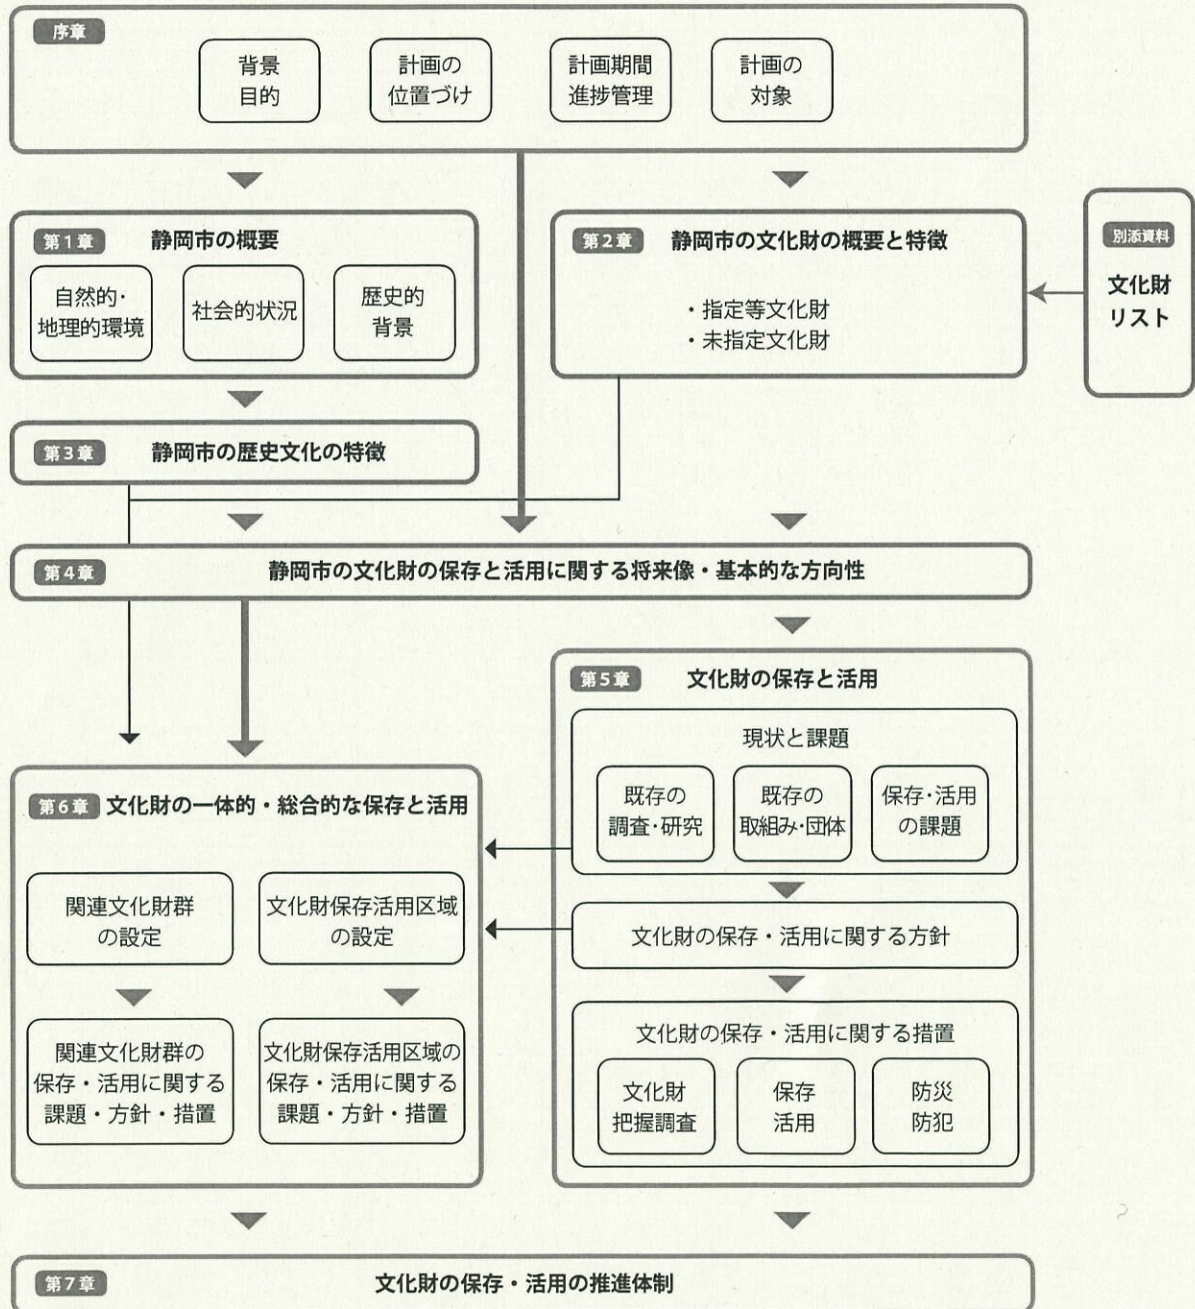 序章
背景
目的
計画の
位置づけ
計画期間
進捗管理
計画の
対象
第1章 静岡市の概要
自然的・
地理的環境
社会的状況
歴史的
背景
第2章 静岡市の文化財の概要と特徴
・指定等文化財
・未指定文化財
別添資料
文化財
リスト
第3章 静岡市の歴史文化の特徴
第4章 静岡市の文化財の保存と活用に関する将来像・基本的な方向性
第5章 文化財の保存と活用
現状と課題
既存の
調査・研究
既存の
取組み・団体
保存・活用
の課題
文化財の保存・活用に関する方針
文化財の保存・活用に関する措置
文化財
把握調査
保存
活用
防災
防犯
第6章 文化財の一体的・総合的な保存と活用
関連文化財群
の設定
文化財保存活用区域
の設定
関連文化財群の
保存・活用に関する
課題・方針・措置
文化財保存活用区域の
保存・活用に関する
課題・方針・措置
第7章 文化財の保存・活用の推進体制